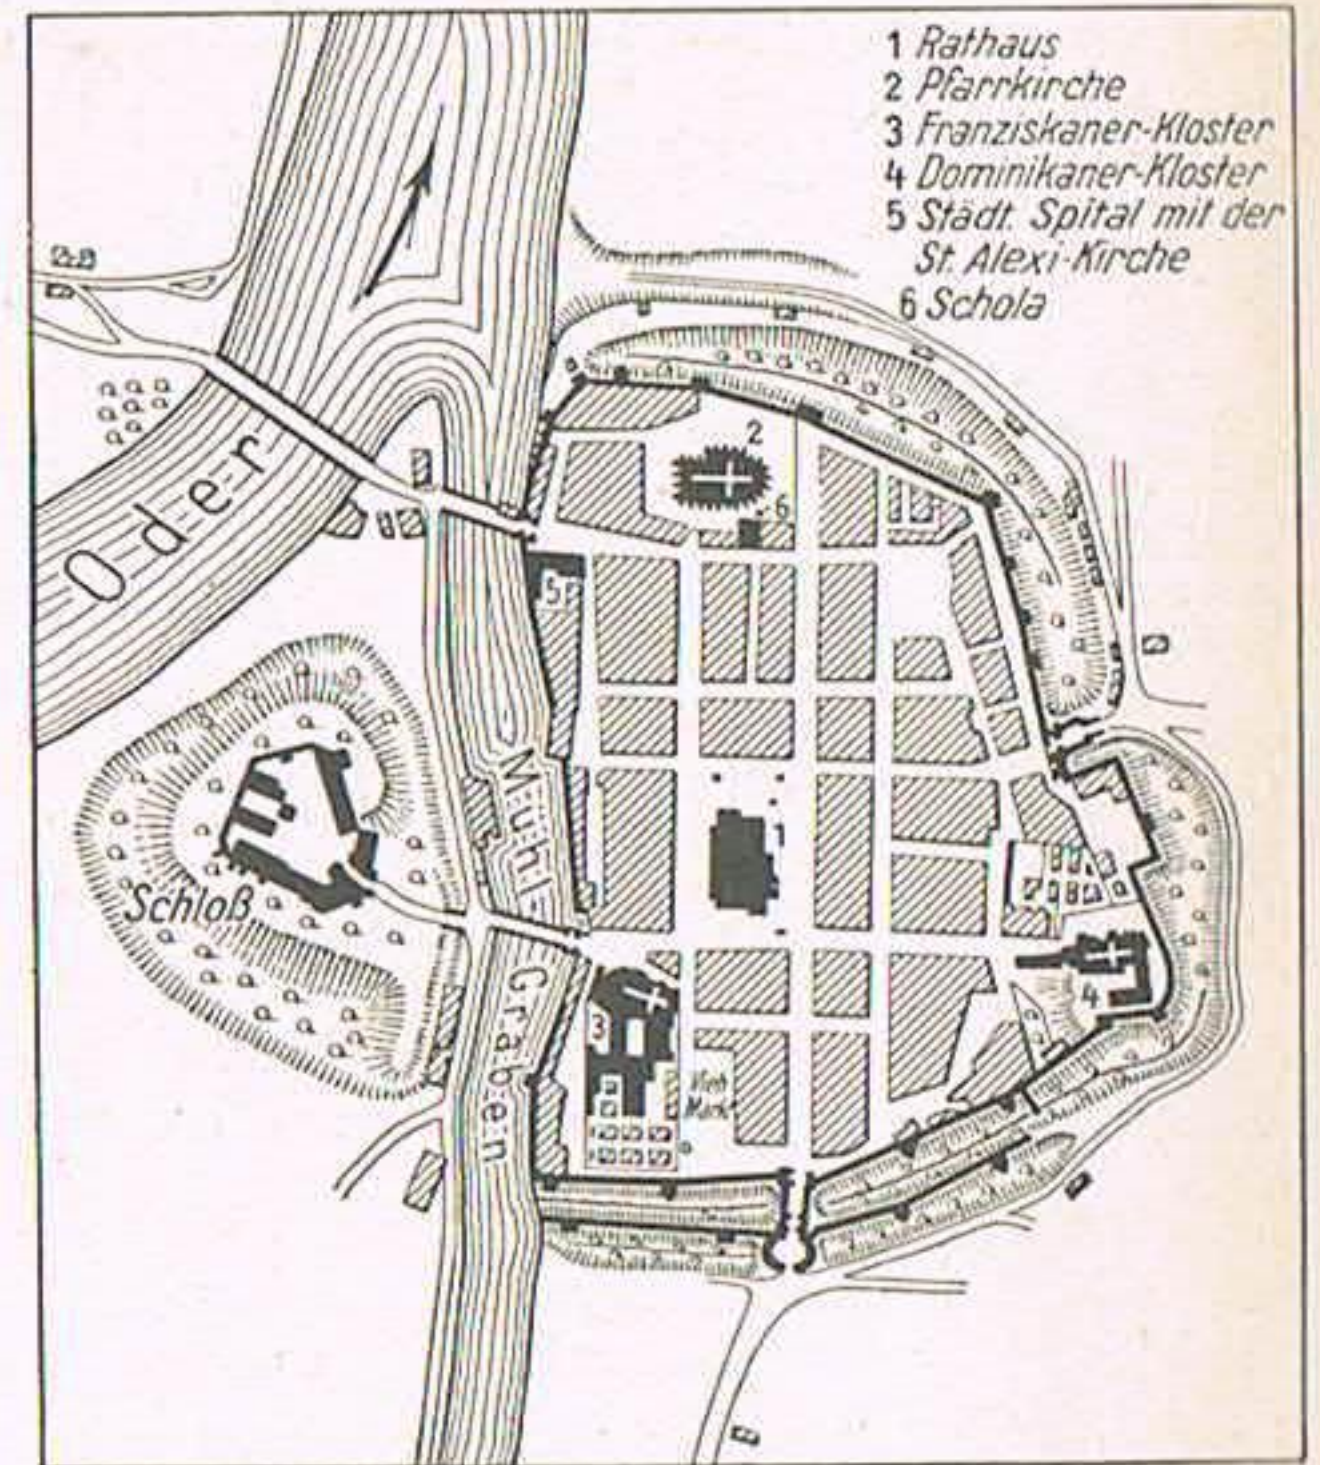 1 Rathaus
2 Pfarrkirche
3 Franziskaner-Kloster
4 Dominikaner-Kloster
5 Städt. Spital mit der
St. Alexi-Kirche
6 Schola
2
6
O-d-e-r
5
Mühl-
Schloß
Graben
3
4
Vieh
Markt